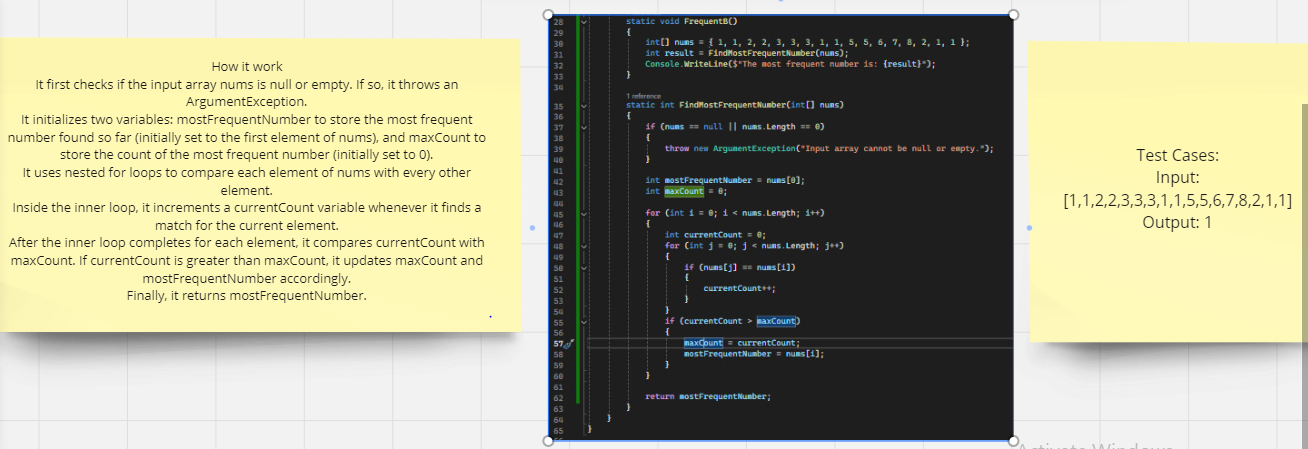 How it work
It first checks if the input array nums is null or empty. If so, it throws an
ArgumentException.
It initializes two variables: mostFrequentNumber to store the most frequent
number found so far (initially set to the first element of nums), and maxCount to
store the count of the most frequent number (initially set to 0).
It uses nested for loops to compare each element of nums with every other
element.
Inside the inner loop, it increments a currentCount variable whenever it finds a
match for the current element.
After the inner loop completes for each element, it compares currentCount with
maxCount. If currentCount is greater than maxCount, it updates maxCount and
mostFrequentNumber accordingly.
Finally, it returns mostFrequentNumber.
28 static void FrequentB()
29 {
30 int[] nums = { 1, 1, 2, 2, 3, 3, 3, 1, 1, 5, 5, 6, 7, 8, 2, 1, 1 };
31 int result = FindMostFrequentNumber(nums);
32 Console.WriteLine($"The most frequent number is: {result}");
33 }
34
1 reference
35 static int FindMostFrequentNumber(int[] nums)
36 {
37 if (nums == null || nums.Length == 0)
38 {
39 throw new ArgumentException("Input array cannot be null or empty.");
40 }
41
42 int mostFrequentNumber = nums[0];
43 int maxCount = 0;
44
45 for (int i = 0; i < nums.Length; i++)
46 {
47 int currentCount = 0;
48 for (int j = 0; j < nums.Length; j++)
49 {
50 if (nums[j] == nums[i])
51 {
52 currentCount++;
53 }
54 }
55 if (currentCount > maxCount)
56 {
57 maxCount = currentCount;
58 mostFrequentNumber = nums[i];
59 }
60 }
61
62 return mostFrequentNumber;
63 }
64 }
65 }
Test Cases:
Input:
[1,1,2,2,3,3,3,1,1,5,5,6,7,8,2,1,1]
Output: 1
Activate Windows